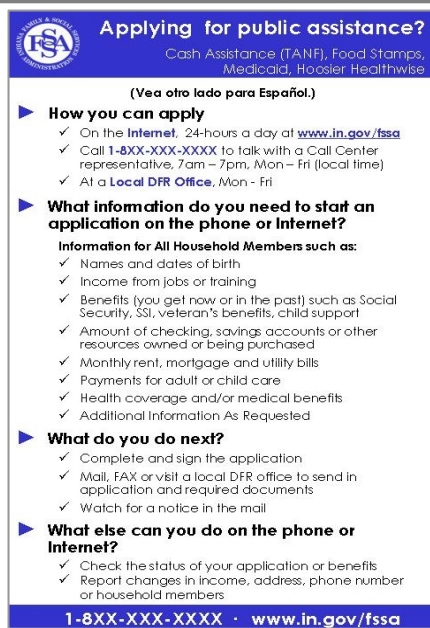 INDIANA FAMILY & SOCIAL SERVICES
FSSA
ADMINISTRATION
Applying for public assistance?
Cash Assistance (TANF), Food Stamps,
Medicaid, Hoosier Healthwise
(Vea otro lado para Español.)
How you can apply
✓ On the Internet, 24-hours a day at www.in.gov/fssa
✓ Call 1-8XX-XXX-XXXX to talk with a Call Center
representative, 7am – 7pm, Mon – Fri (local time)
✓ At a Local DFR Office, Mon - Fri
What information do you need to start an
application on the phone or Internet?
Information for All Household Members such as:
✓ Names and dates of birth
✓ Income from jobs or training
✓ Benefits (you get now or in the past) such as Social
Security, SSI, veteran's benefits, child support
✓ Amount of checking, savings accounts or other
resources owned or being purchased
✓ Monthly rent, mortgage and utility bills
✓ Payments for adult or child care
✓ Health coverage and/or medical benefits
✓ Additional Information As Requested
What do you do next?
✓ Complete and sign the application
✓ Mail, FAX or visit a local DFR office to send in
application and required documents
✓ Watch for a notice in the mail
What else can you do on the phone or
Internet?
✓ Check the status of your application or benefits
✓ Report changes in income, address, phone number
or household members
1-8XX-XXX-XXXX · www.in.gov/fssa